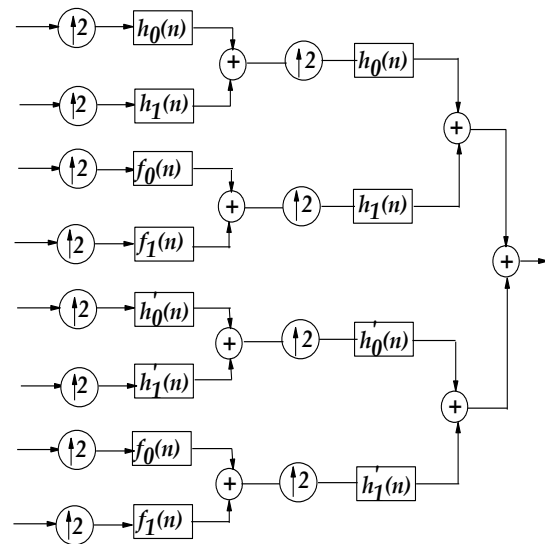 ↑2 h0(n)
+ ↑2 h0(n)
↑2 h1(n)
+
↑2 f0(n)
+ ↑2 h1(n)
↑2 f1(n)
+
↑2 h'0(n)
+ ↑2 h'0(n)
↑2 h'1(n)
+
↑2 f0(n)
+ ↑2 h'1(n)
↑2 f1(n)